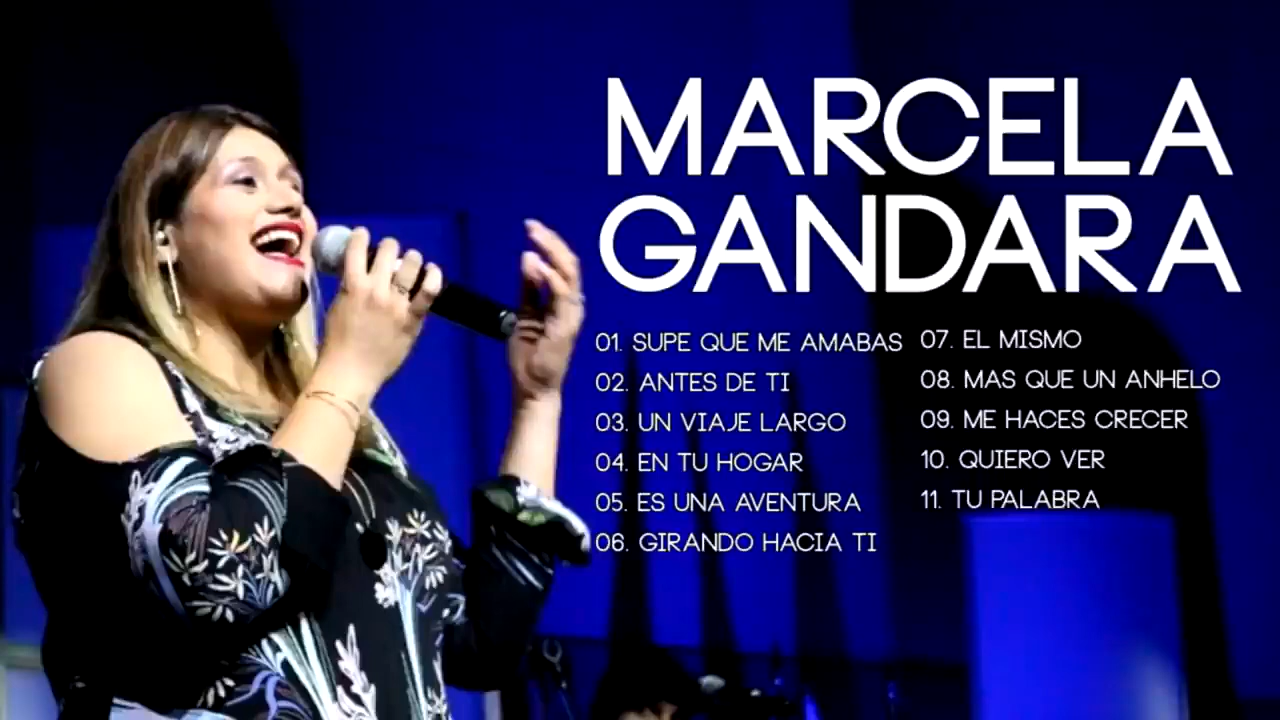 MARCELA
GANDARA
01. SUPE QUE ME AMABAS
02. ANTES DE TI
03. UN VIAJE LARGO
04. EN TU HOGAR
05. ES UNA AVENTURA
06. GIRANDO HACIA TI
07. EL MISMO
08. MAS QUE UN ANHELO
09. ME HACES CRECER
10. QUIERO VER
11. TU PALABRA